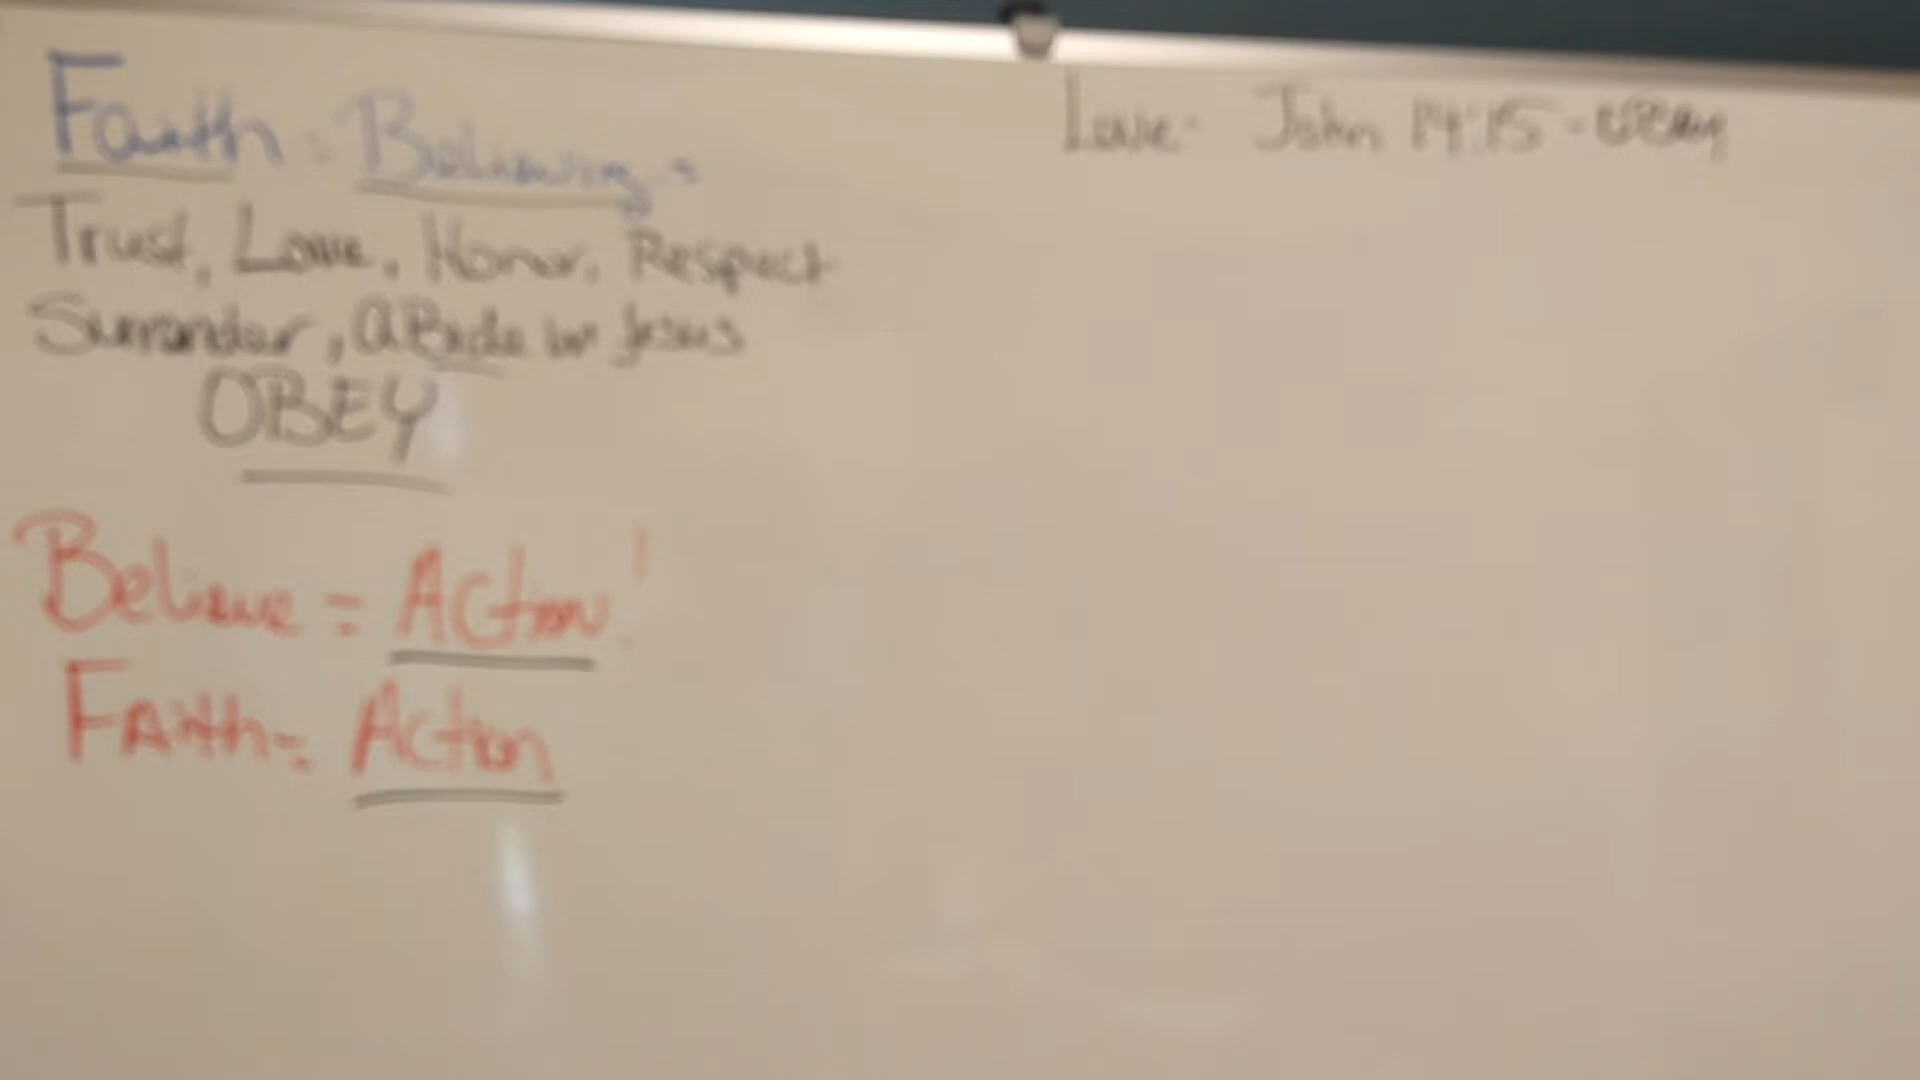 Faith = Believing =
Trust, Love, Honor, Respect
Surrender, aBide in Jesus
OBEY
Believe = Action!
FAith = Action
Love - John 14:15 - OBey